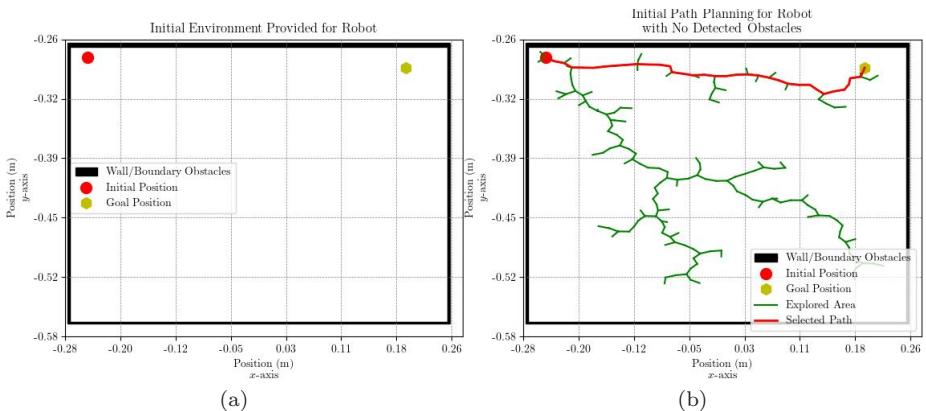 Initial Environment Provided for Robot
-0.26
-0.32
-0.39
-0.45
-0.52
-0.58
Position (m)
y-axis
Wall/Boundary Obstacles
Initial Position
Goal Position
-0.28
-0.20
-0.12
-0.05
0.03
0.11
0.18
0.26
Position (m)
x-axis
(a)
Initial Path Planning for Robot
with No Detected Obstacles
-0.26
-0.32
-0.39
-0.45
-0.52
-0.58
Position (m)
y-axis
Wall/Boundary Obstacles
Initial Position
Goal Position
Explored Area
Selected Path
-0.28
-0.20
-0.12
-0.05
0.03
0.11
0.18
0.26
Position (m)
x-axis
(b)